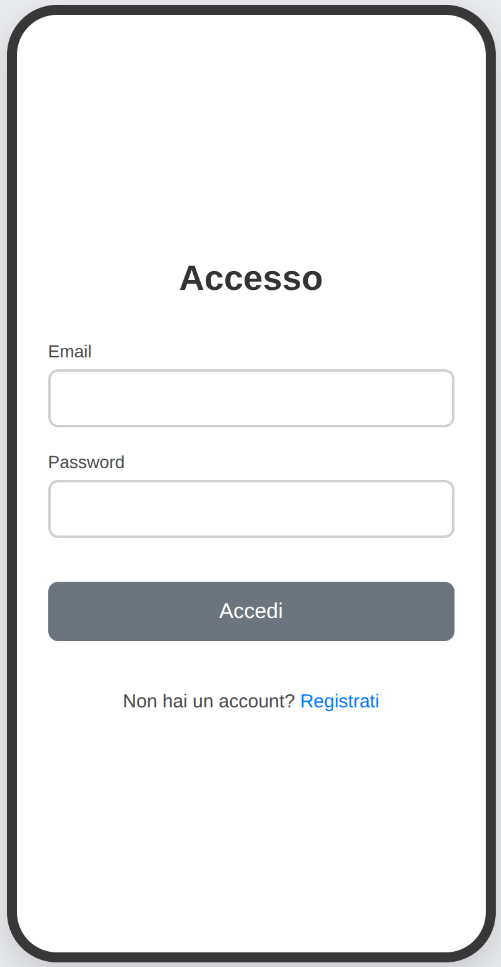 Accesso
Email
Password
Accedi
Non hai un account? Registrati